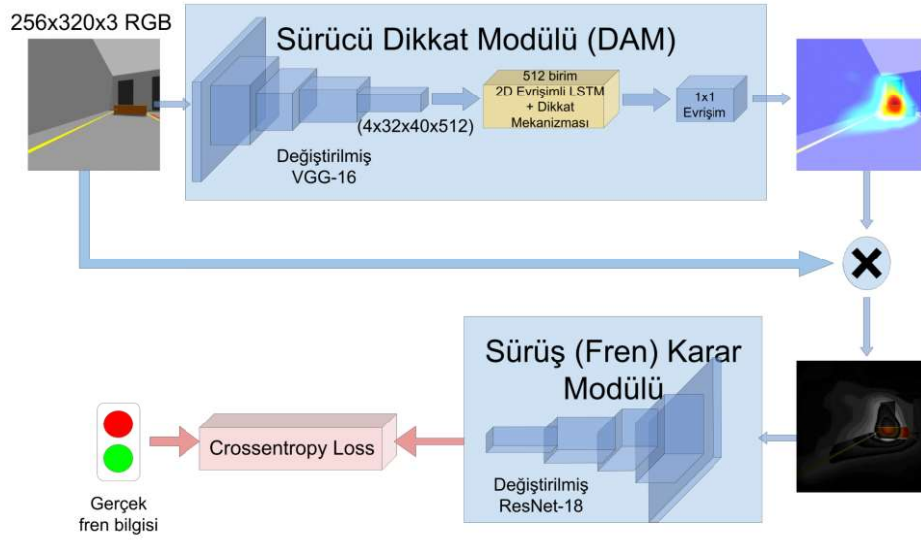 256x320x3 RGB
Sürücü Dikkat Modülü (DAM)
512 birim
2D Evrişimli LSTM
+ Dikkat
Mekanizması
1x1
Evrişim
(4x32x40x512)
Değiştirilmiş
VGG-16
Sürüş (Fren) Karar
Modülü
Crossentropy Loss
Değiştirilmiş
ResNet-18
Gerçek
fren bilgisi